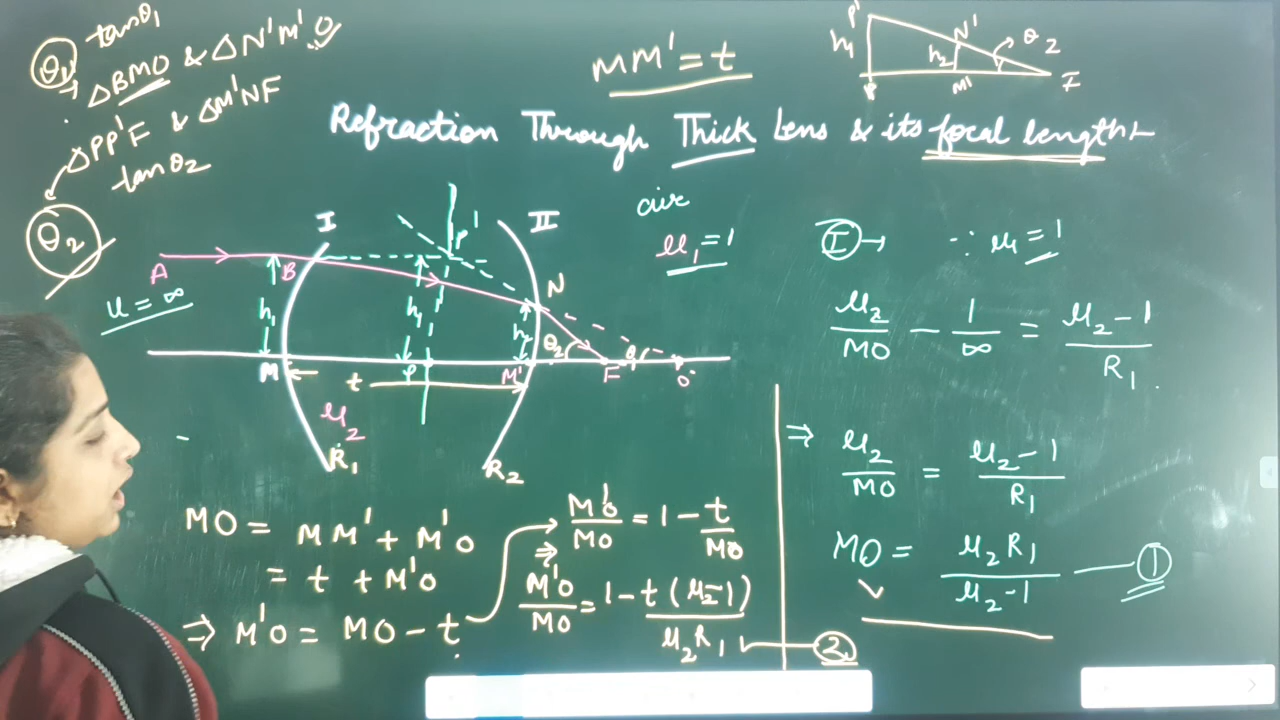 θ₁ tanθ₁
→ ΔBMO & ΔN'M'O
ΔPP'F & ΔM'NF
tanθ₂
θ₂
MM' = t
P' N' θ₂
h₁ h₂
P M' F
Refraction Through Thick Lens & its focal length
I II air
μ₁ = 1
A B P' N
u = ∞
h₁ h₁ h₂ θ₂ θ₁
M P M' F O
t
μ₂
R₁ R₂
MO = MM' + M'O
= t + M'O
⇒ M'O = MO - t
→ M'O/MO = 1 - t/MO
⇒ M'O/MO = 1 - t(μ₂-1)/μ₂R₁ — ②
Ⓘ → ∵ μ₁ = 1
μ₂/MO - 1/∞ = μ₂-1/R₁
⇒ μ₂/MO = μ₂-1/R₁
MO = μ₂R₁/μ₂-1 — ①